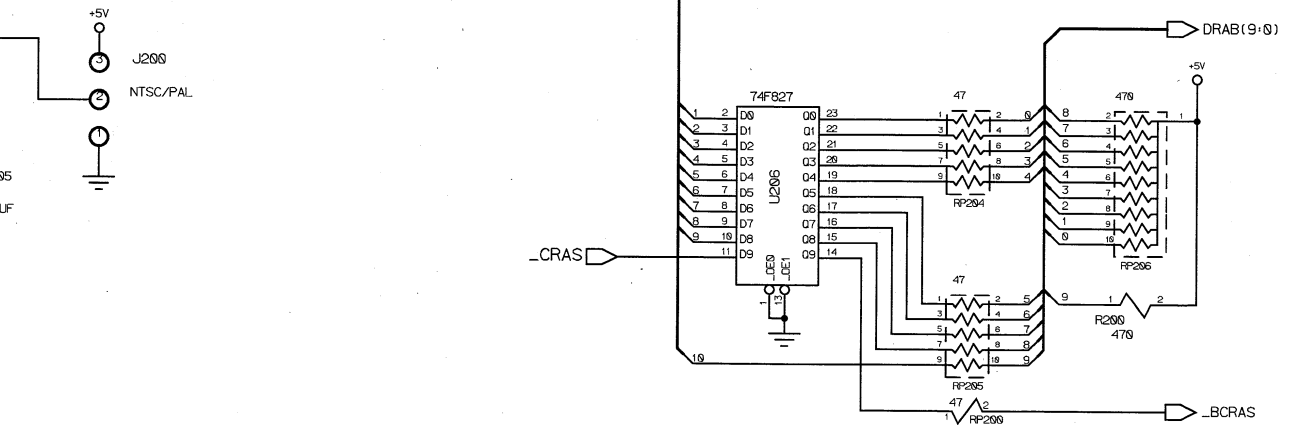 +5V
3
J200
2
NTSC/PAL
1
05
UF
DRAB(9:0)
+5V
74F827
47
470
1 2 D0 Q0 23 1 2 0 8 2 1
2 3 D1 Q1 22 3 4 1 7 3
3 4 D2 Q2 21 5 6 2 6 4
4 5 D3 Q3 20 7 8 3 5 5
5 6 D4 Q4 19 9 10 4 4 6
6 7 D5 Q5 18 3 7
7 8 D6 Q6 17 2 8
8 9 D7 Q7 16 1 9
9 10 D8 Q8 15 0 10
11 D9 Q9 14
U206
RP204
RP206
_CRAS
_OE0
_OE1
1
13
47
1 2 5 9 1 2
3 4 6
5 6 7
7 8 8
10 9 10 9
R200
470
RP205
47
1 2
RP200
_BCRAS